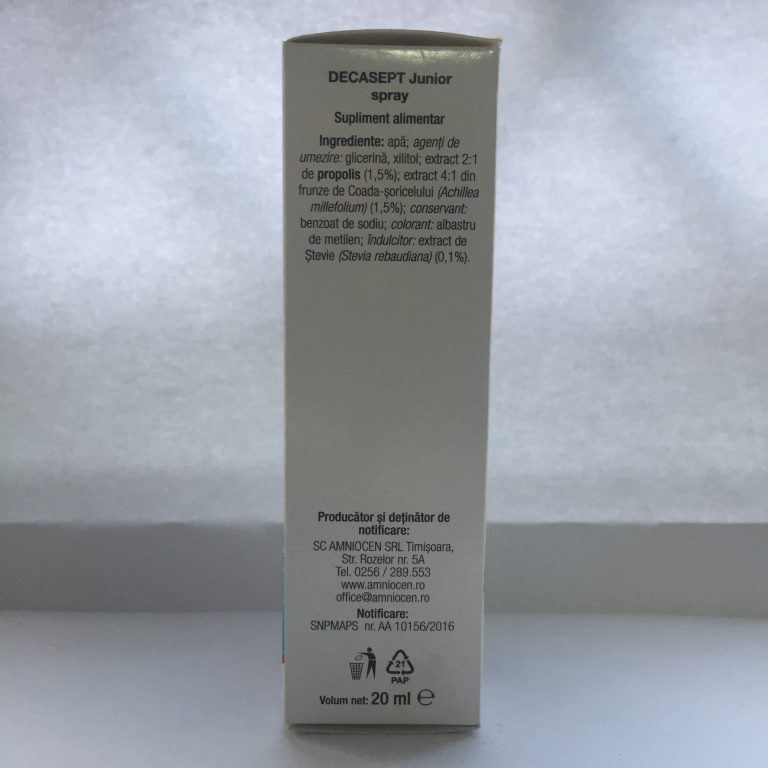 DECASEPT Junior
spray
Supliment alimentar
Ingrediente: apă; agenți de
umezire: glicerină, xilitol; extract 2:1
de propolis (1,5%); extract 4:1 din
frunze de Coada-șoricelului (Achillea
millefolium) (1,5%); conservant:
benzoat de sodiu; colorant: albastru
de metilen; îndulcitor: extract de
Ștevie (Stevia rebaudiana) (0,1%).
Producător și deținător de
notificare:
SC AMNIOCEN SRL Timișoara,
Str. Rozelor nr. 5A
Tel. 0256 / 289.553
www.amniocen.ro
office@amniocen.ro
Notificare:
SNPMAPS nr. AA 10156/2016
21
PAP
Volum net: 20 ml ℮